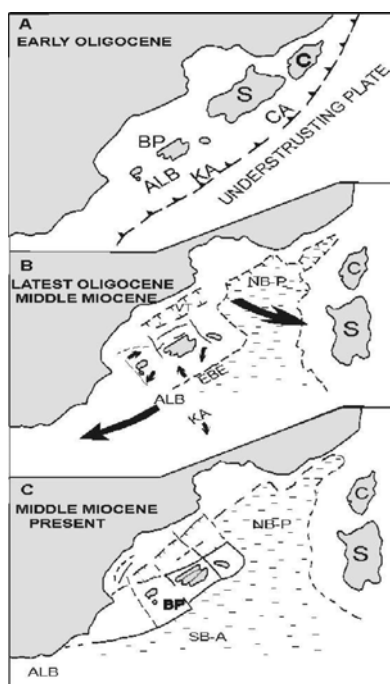 A
EARLY OLIGOCENE
C
S
CA
BP
ALB
KA
UNDERSTRUSTING PLATE
B
LATEST OLIGOCENE
MIDDLE MIOCENE
NB-P
C
VT
S
EBE
ALB
KA
C
MIDDLE MIOCENE
PRESENT
NB-P
C
S
BP
SB-A
ALB